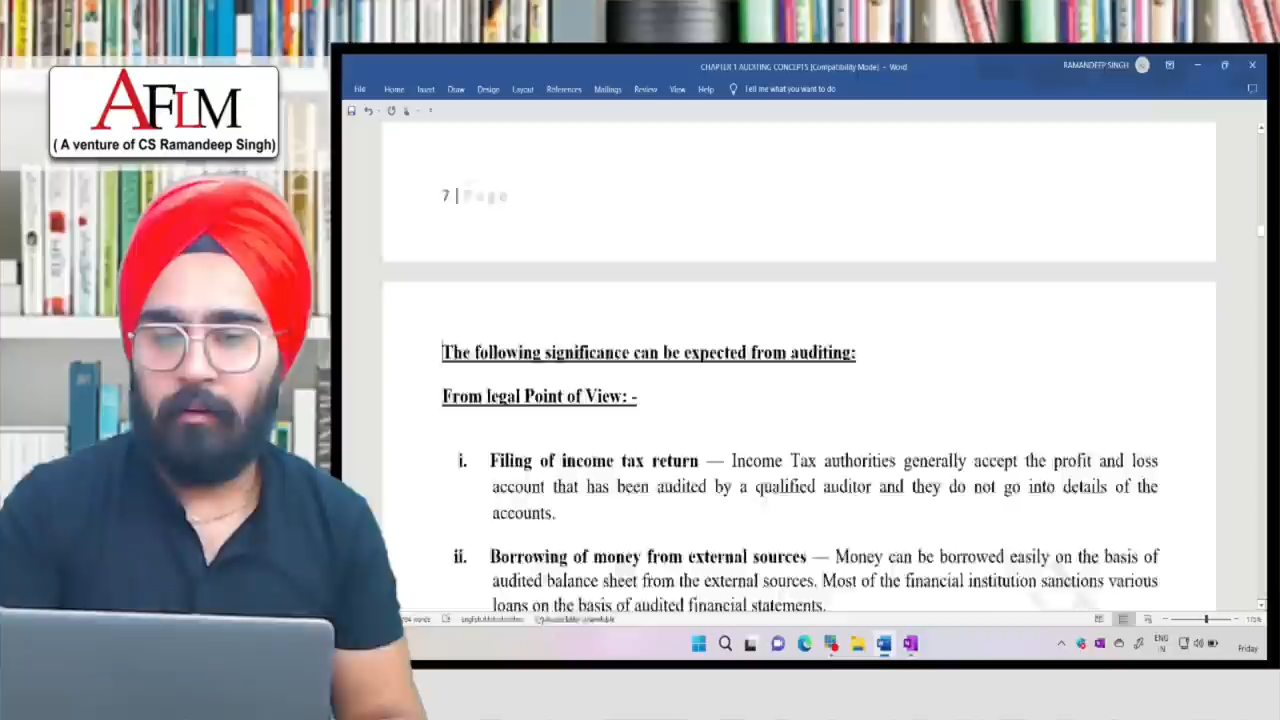 AFLM
( A venture of CS Ramandeep Singh)
CHAPTER 1 AUDITING CONCEPTS [Compatibility Mode] - Word
RAMANDEEP SINGH
File Home Insert Draw Design Layout References Mailings Review View Help Tell me what you want to do
7 | Page
The following significance can be expected from auditing:
From legal Point of View: -
i. Filing of income tax return — Income Tax authorities generally accept the profit and loss
account that has been audited by a qualified auditor and they do not go into details of the
accounts.
ii. Borrowing of money from external sources — Money can be borrowed easily on the basis of
audited balance sheet from the external sources. Most of the financial institution sanctions various
loans on the basis of audited financial statements.
ENG
IN
Friday